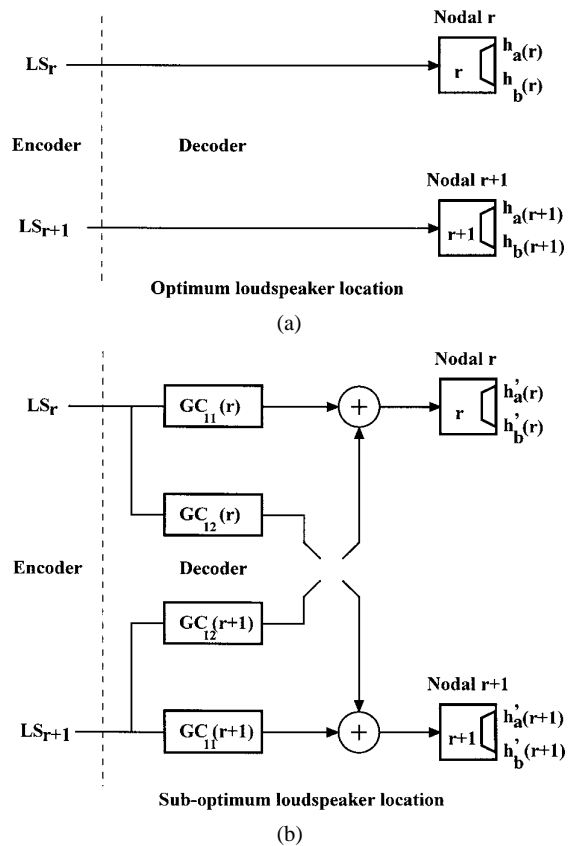 Nodal r
LSr
r
ha(r)
hb(r)
Encoder
Decoder
Nodal r+1
LSr+1
r+1
ha(r+1)
hb(r+1)
Optimum loudspeaker location
(a)
Nodal r
LSr
GC11(r)
+
r
h'a(r)
h'b(r)
GC12(r)
Encoder
Decoder
GC12(r+1)
Nodal r+1
LSr+1
GC11(r+1)
+
r+1
h'a(r+1)
h'b(r+1)
Sub-optimum loudspeaker location
(b)